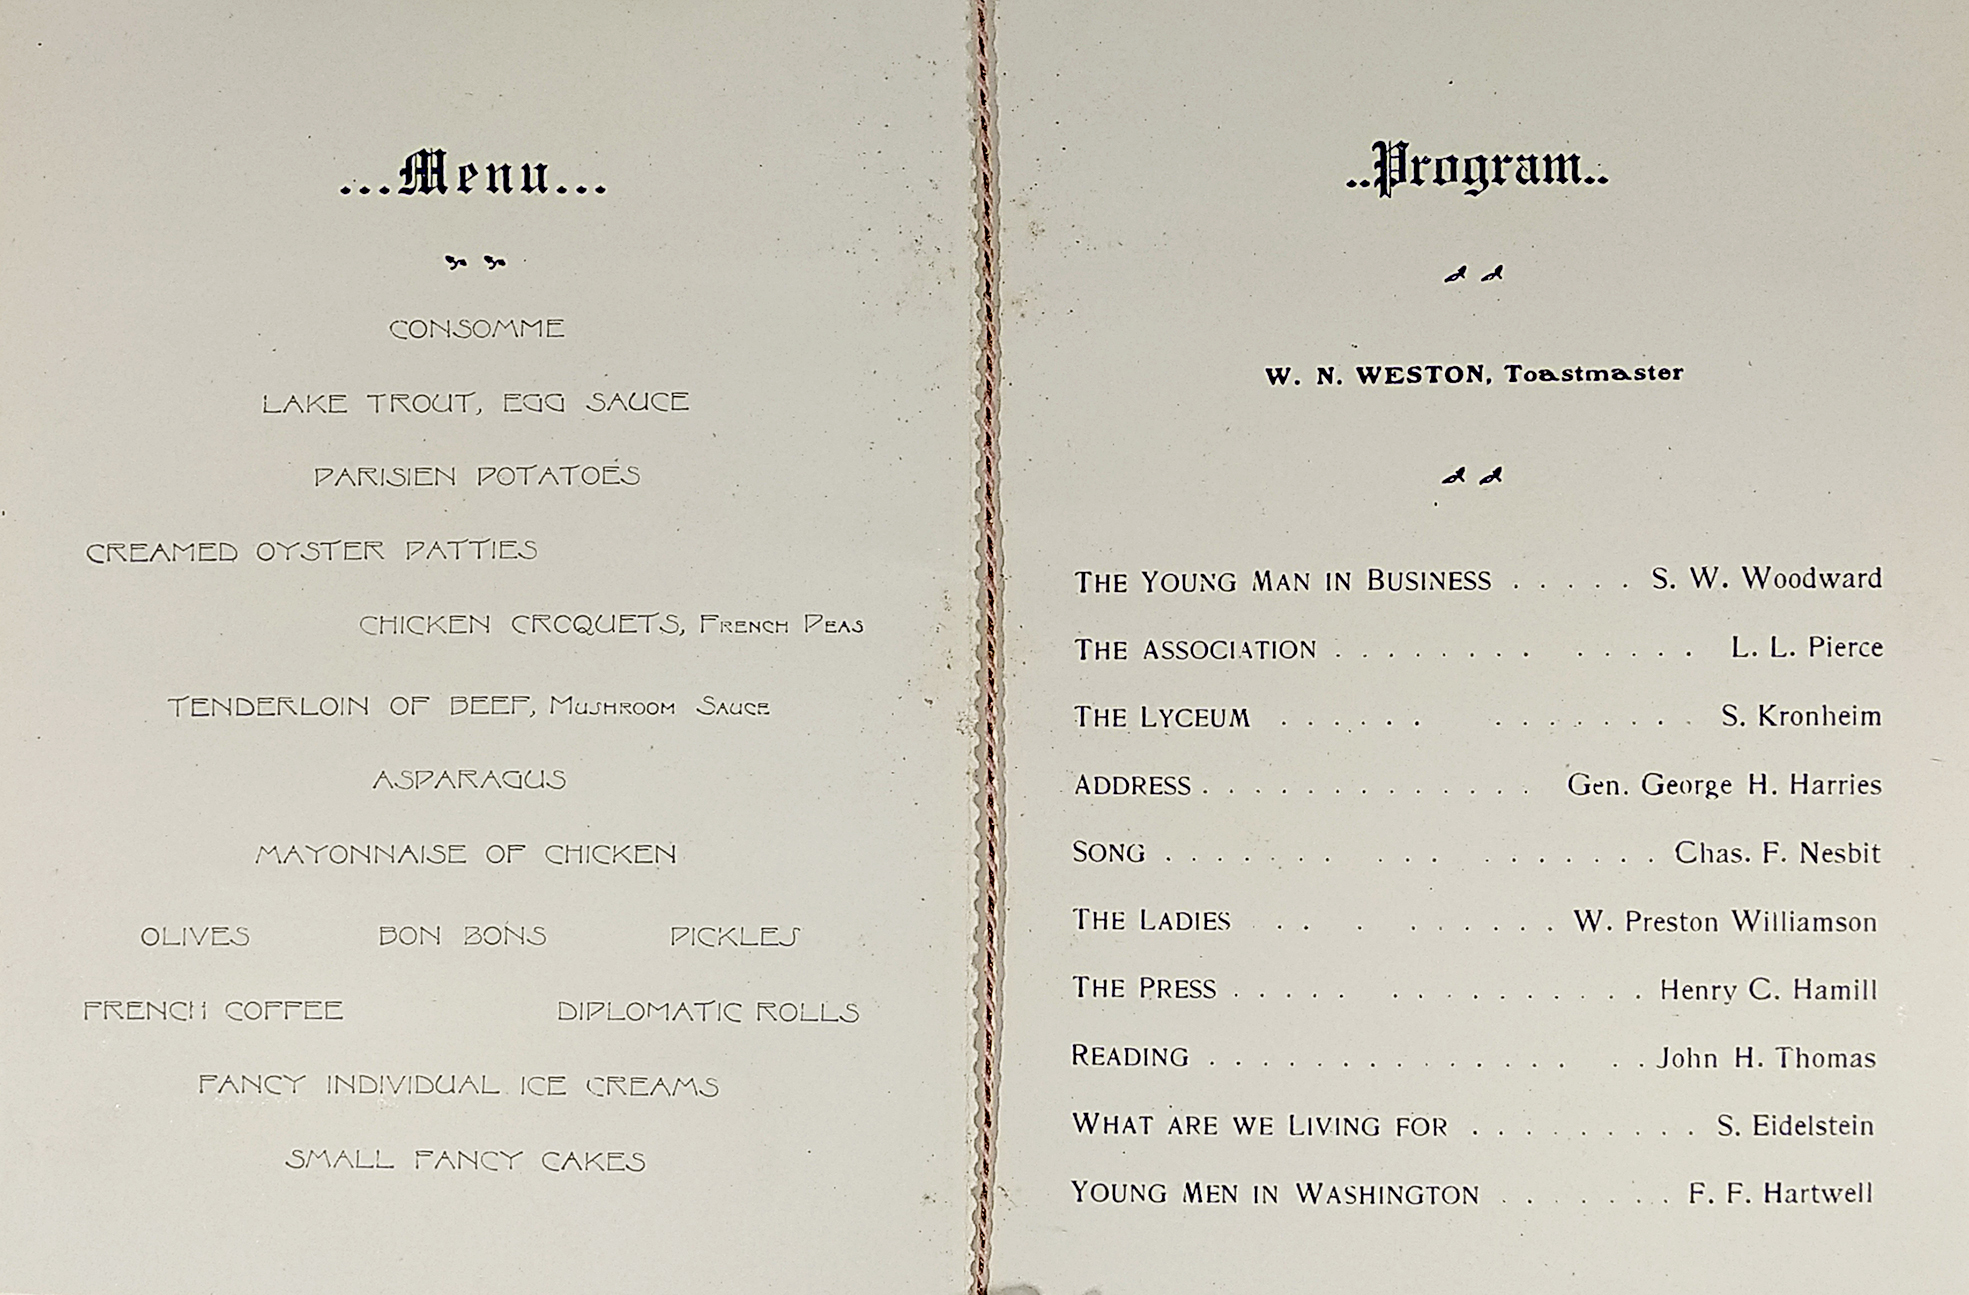 ...Menu...
CONSOMME
LAKE TROUT, EGG SAUCE
PARISIEN POTATOES
CREAMED OYSTER PATTIES
CHICKEN CROQUETS, FRENCH PEAS
TENDERLOIN OF BEEF, MUSHROOM SAUCE
ASPARAGUS
MAYONNAISE OF CHICKEN
OLIVES BON BONS PICKLES
FRENCH COFFEE DIPLOMATIC ROLLS
FANCY INDIVIDUAL ICE CREAMS
SMALL FANCY CAKES
..Program..
W. N. WESTON, Toastmaster
THE YOUNG MAN IN BUSINESS . . . . . S. W. Woodward
THE ASSOCIATION . . . . . . . . . . . . . L. L. Pierce
THE LYCEUM . . . . . . . . . . . . . . S. Kronheim
ADDRESS . . . . . . . . . . . . . Gen. George H. Harries
SONG . . . . . . . . . . . . . . . . . Chas. F. Nesbit
THE LADIES . . . . . . . . . . W. Preston Williamson
THE PRESS . . . . . . . . . . . . . . . Henry C. Hamill
READING . . . . . . . . . . . . . . . . John H. Thomas
WHAT ARE WE LIVING FOR . . . . . . . . . S. Eidelstein
YOUNG MEN IN WASHINGTON . . . . . . . F. F. Hartwell